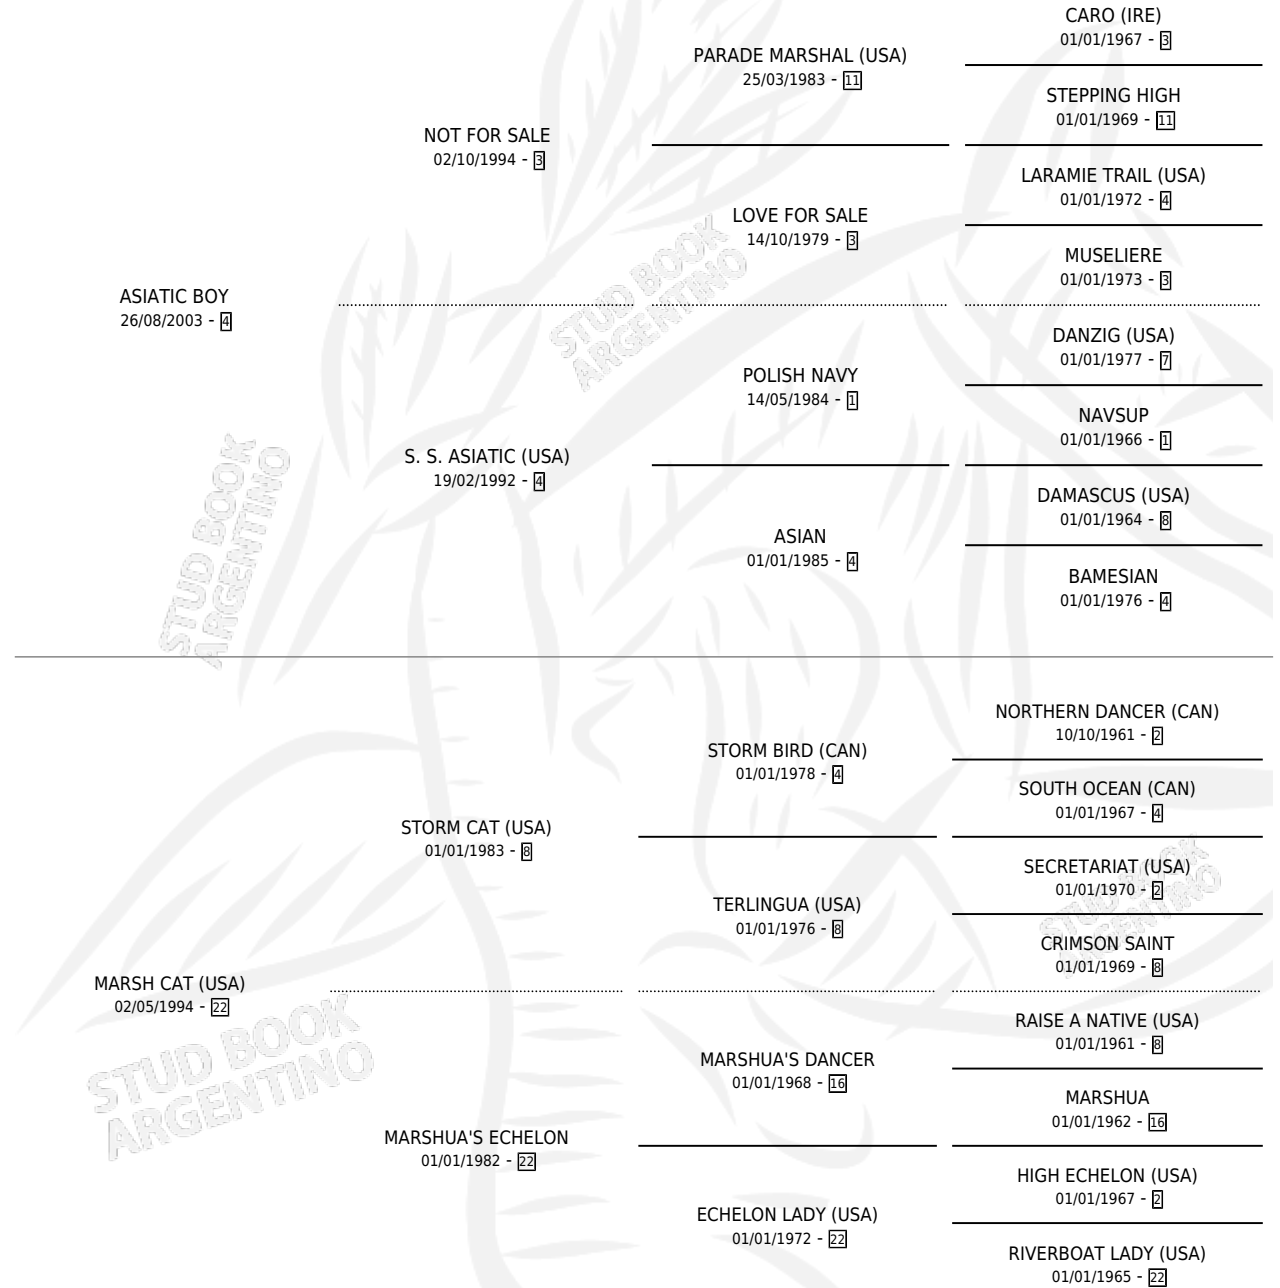 CARO (IRE)
01/01/1967 - 3
PARADE MARSHAL (USA)
25/03/1983 - 11
STEPPING HIGH
01/01/1969 - 11
NOT FOR SALE
02/10/1994 - 3
LARAMIE TRAIL (USA)
01/01/1972 - 4
LOVE FOR SALE
14/10/1979 - 3
MUSELIERE
01/01/1973 - 3
ASIATIC BOY
26/08/2003 - 4
STUD BOOK
ARGENTINO
DANZIG (USA)
01/01/1977 - 7
POLISH NAVY
14/05/1984 - 1
NAVSUP
01/01/1966 - 1
S. S. ASIATIC (USA)
19/02/1992 - 4
DAMASCUS (USA)
01/01/1964 - 8
ASIAN
01/01/1985 - 4
BAMESIAN
01/01/1976 - 4
STUD BOOK
ARGENTINO
NORTHERN DANCER (CAN)
10/10/1961 - 2
STORM BIRD (CAN)
01/01/1978 - 4
SOUTH OCEAN (CAN)
01/01/1967 - 4
STORM CAT (USA)
01/01/1983 - 8
SECRETARIAT (USA)
01/01/1970 - 2
TERLINGUA (USA)
01/01/1976 - 8
CRIMSON SAINT
01/01/1969 - 8
STUD BOOK
ARGENTINO
MARSH CAT (USA)
02/05/1994 - 22
RAISE A NATIVE (USA)
01/01/1961 - 8
MARSHUA'S DANCER
01/01/1968 - 16
MARSHUA
01/01/1962 - 16
STUD BOOK
ARGENTINO
MARSHUA'S ECHELON
01/01/1982 - 22
HIGH ECHELON (USA)
01/01/1967 - 2
ECHELON LADY (USA)
01/01/1972 - 22
RIVERBOAT LADY (USA)
01/01/1965 - 22